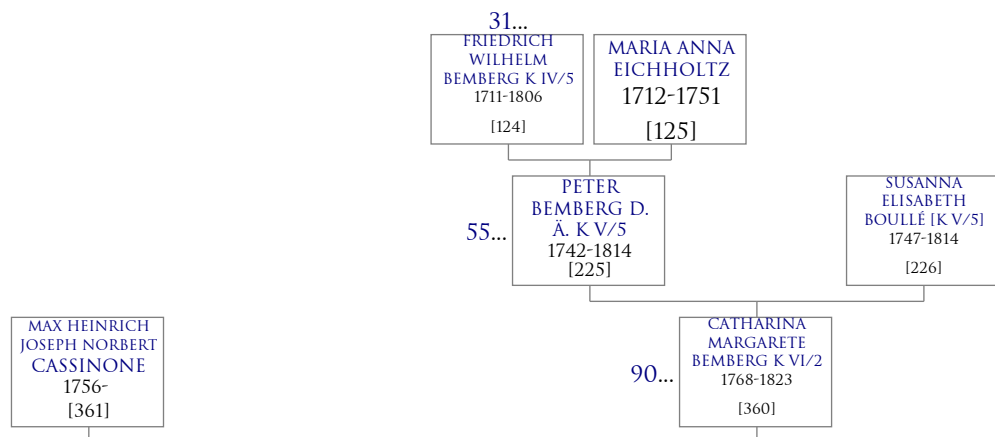 31...
FRIEDRICH
WILHELM
BEMBERG K IV/5
1711-1806
[124]
MARIA ANNA
EICHHOLTZ
1712-1751
[125]
55...
PETER
BEMBERG D.
Ä. K V/5
1742-1814
[225]
SUSANNA
ELISABETH
BOULLÉ [K V/5]
1747-1814
[226]
MAX HEINRICH
JOSEPH NORBERT
CASSINONE
1756-
[361]
90...
CATHARINA
MARGARETE
BEMBERG K VI/2
1768-1823
[360]